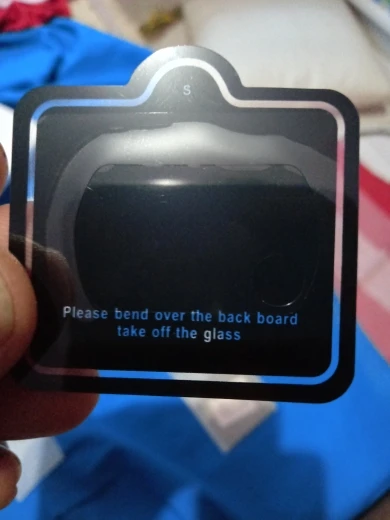 S
Please bend over the back board
take off the glass